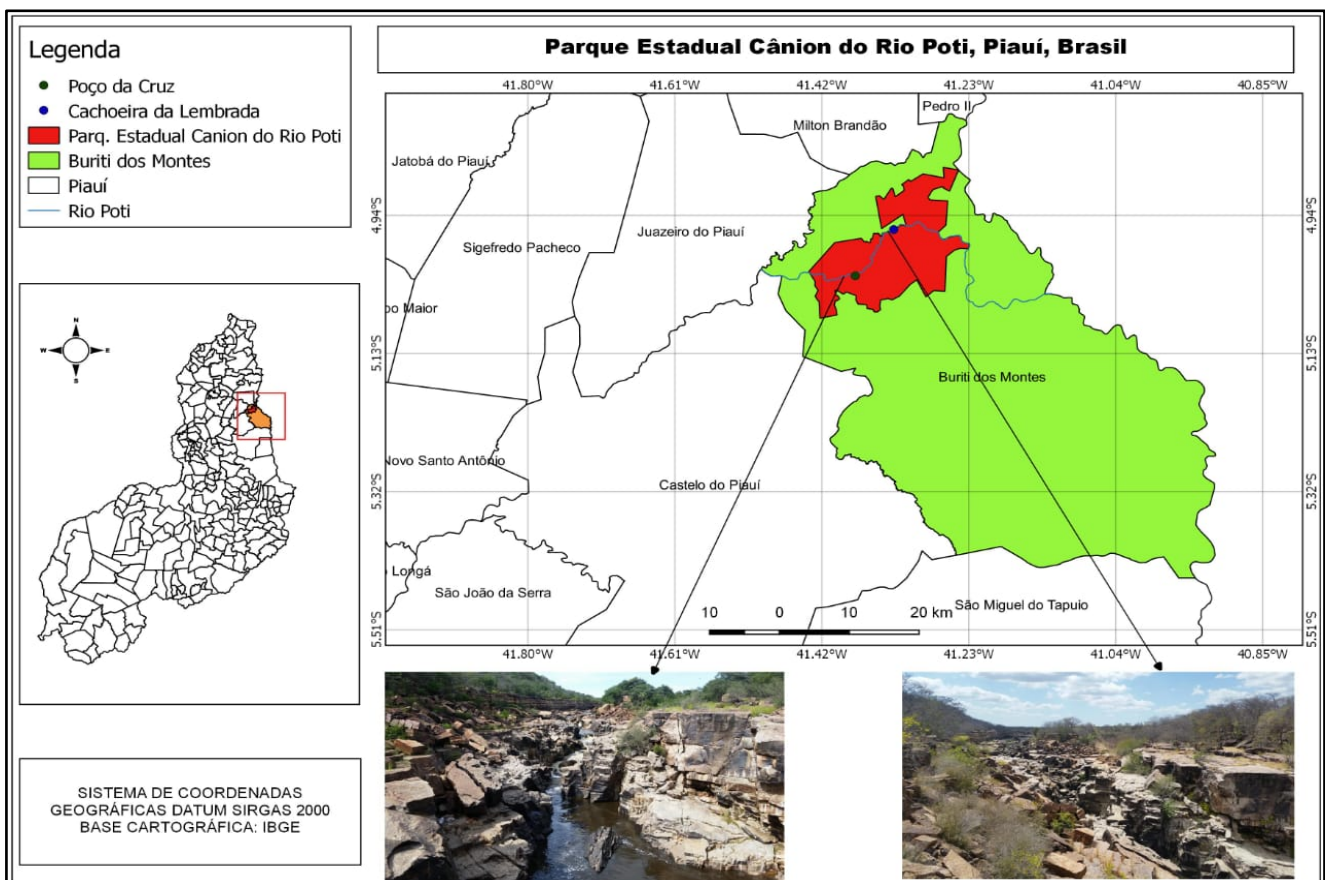 Parque Estadual Cânion do Rio Poti, Piauí, Brasil
Legenda
Poço da Cruz
Cachoeira da Lembrada
Parq. Estadual Canion do Rio Poti
Buriti dos Montes
Piauí
Rio Poti
41.80°W 41.61°W 41.42°W 41.23°W 41.04°W 40.85°W
Pedro II
Milton Brandão
Jatobá do Piauí
4.94°S 4.94°S
Juazeiro do Piauí
Sigefredo Pacheco
N
W E
S
po Maior
5.13°S 5.13°S
Buriti dos Montes
Novo Santo Antônio
Castelo do Piauí
5.32°S 5.32°S
Longá
São João da Serra
São Miguel do Tapuio
10 0 10 20 km
5.51°S 5.51°S
41.80°W 41.61°W 41.42°W 41.23°W 41.04°W 40.85°W
SISTEMA DE COORDENADAS
GEOGRÁFICAS DATUM SIRGAS 2000
BASE CARTOGRÁFICA: IBGE